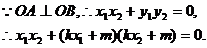 ∵OA⊥OB,∴x₁x₂+y₁y₂=0,
∴x₁x₂+(kx₁+m)(kx₂+m)=0.